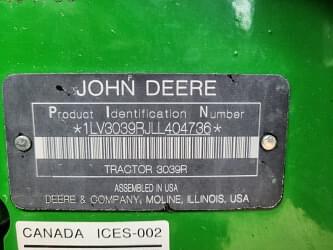 JOHN DEERE
Product Identification Number
*1LV3039RJLL404736*
TRACTOR 3039R
ASSEMBLED IN USA
DEERE & COMPANY, MOLINE, ILLINOIS, USA
CANADA ICES-002